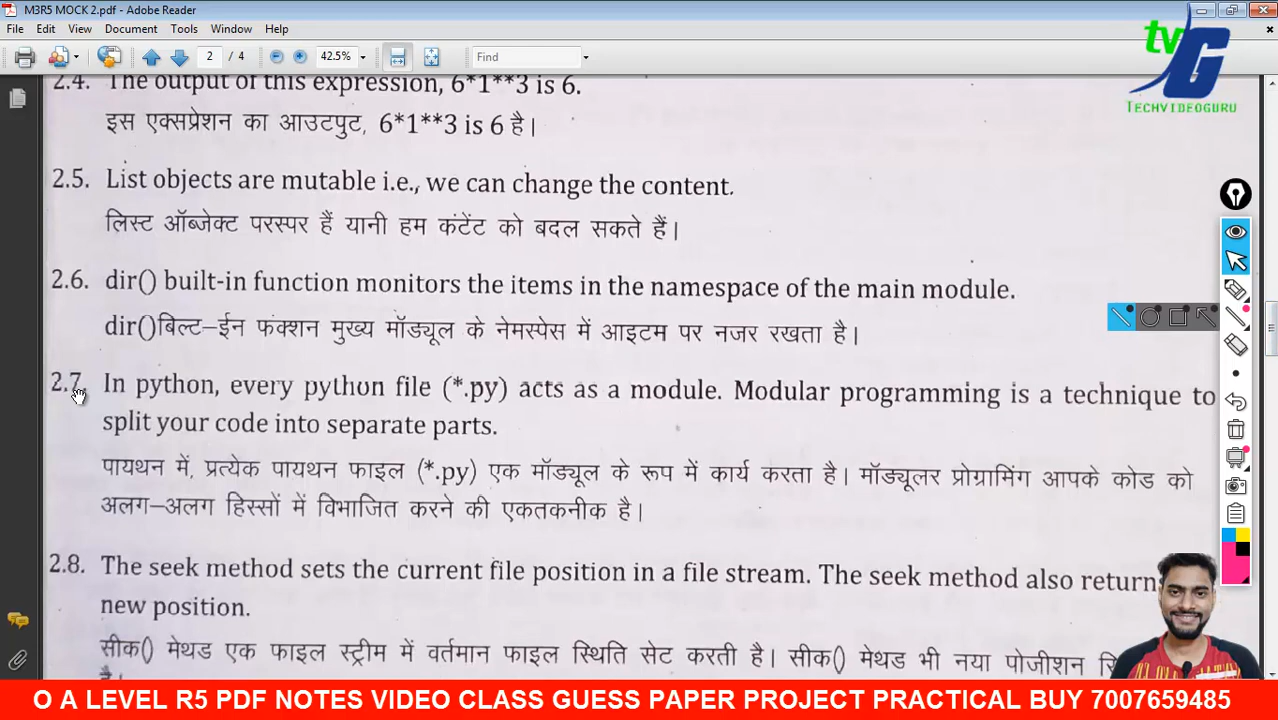 M3R5 MOCK 2.pdf - Adobe Reader
File Edit View Document Tools Window Help
2 / 4 42.5% Find
tv G
TECHVIDEOGURU
2.4. The output of this expression, 6*1**3 is 6.
इस एक्सप्रेशन का आउटपुट, 6*1**3 is 6 है।
2.5. List objects are mutable i.e., we can change the content.
लिस्ट ऑब्जेक्ट परस्पर हैं यानी हम कंटेंट को बदल सकते हैं।
2.6. dir() built-in function monitors the items in the namespace of the main module.
dir()बिल्ट–ईन फंक्शन मुख्य मॉड्यूल के नेमस्पेस में आइटम पर नजर रखता है।
2.7. In python, every python file (*.py) acts as a module. Modular programming is a technique to
split your code into separate parts.
पायथन में, प्रत्येक पायथन फाइल (*.py) एक मॉड्यूल के रूप में कार्य करता है। मॉड्यूलर प्रोग्रामिंग आपके कोड को
अलग–अलग हिस्सों में विभाजित करने की एकतकनीक है।
2.8. The seek method sets the current file position in a file stream. The seek method also return
new position.
सीक() मेथड एक फाइल स्ट्रीम में वर्तमान फाइल स्थिति सेट करती है। सीक() मेथड भी नया पोजीशन
O A LEVEL R5 PDF NOTES VIDEO CLASS GUESS PAPER PROJECT PRACTICAL BUY 7007659485